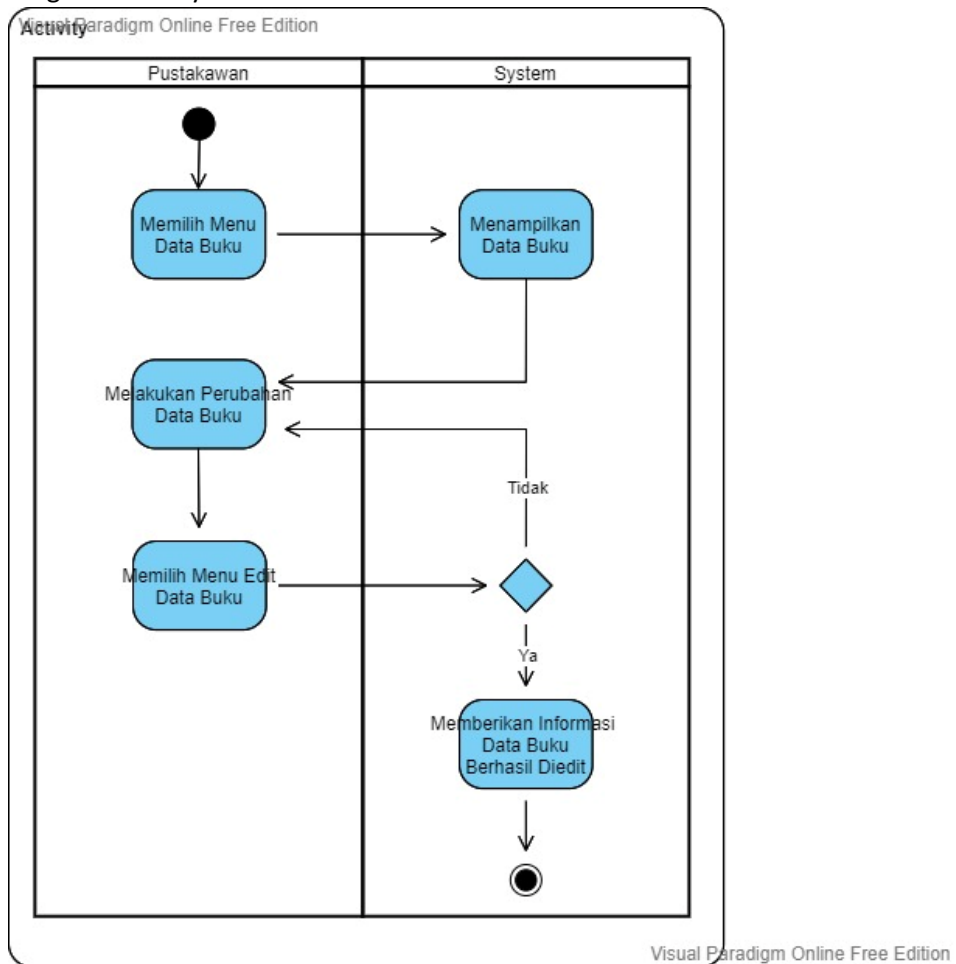 Visual Paradigm Online Free Edition
Activity
Pustakawan
System
Memilih Menu
Data Buku
Menampilkan
Data Buku
Melakukan Perubahan
Data Buku
Tidak
Memilih Menu Edit
Data Buku
Ya
Memberikan Informasi
Data Buku
Berhasil Diedit
Visual Paradigm Online Free Edition